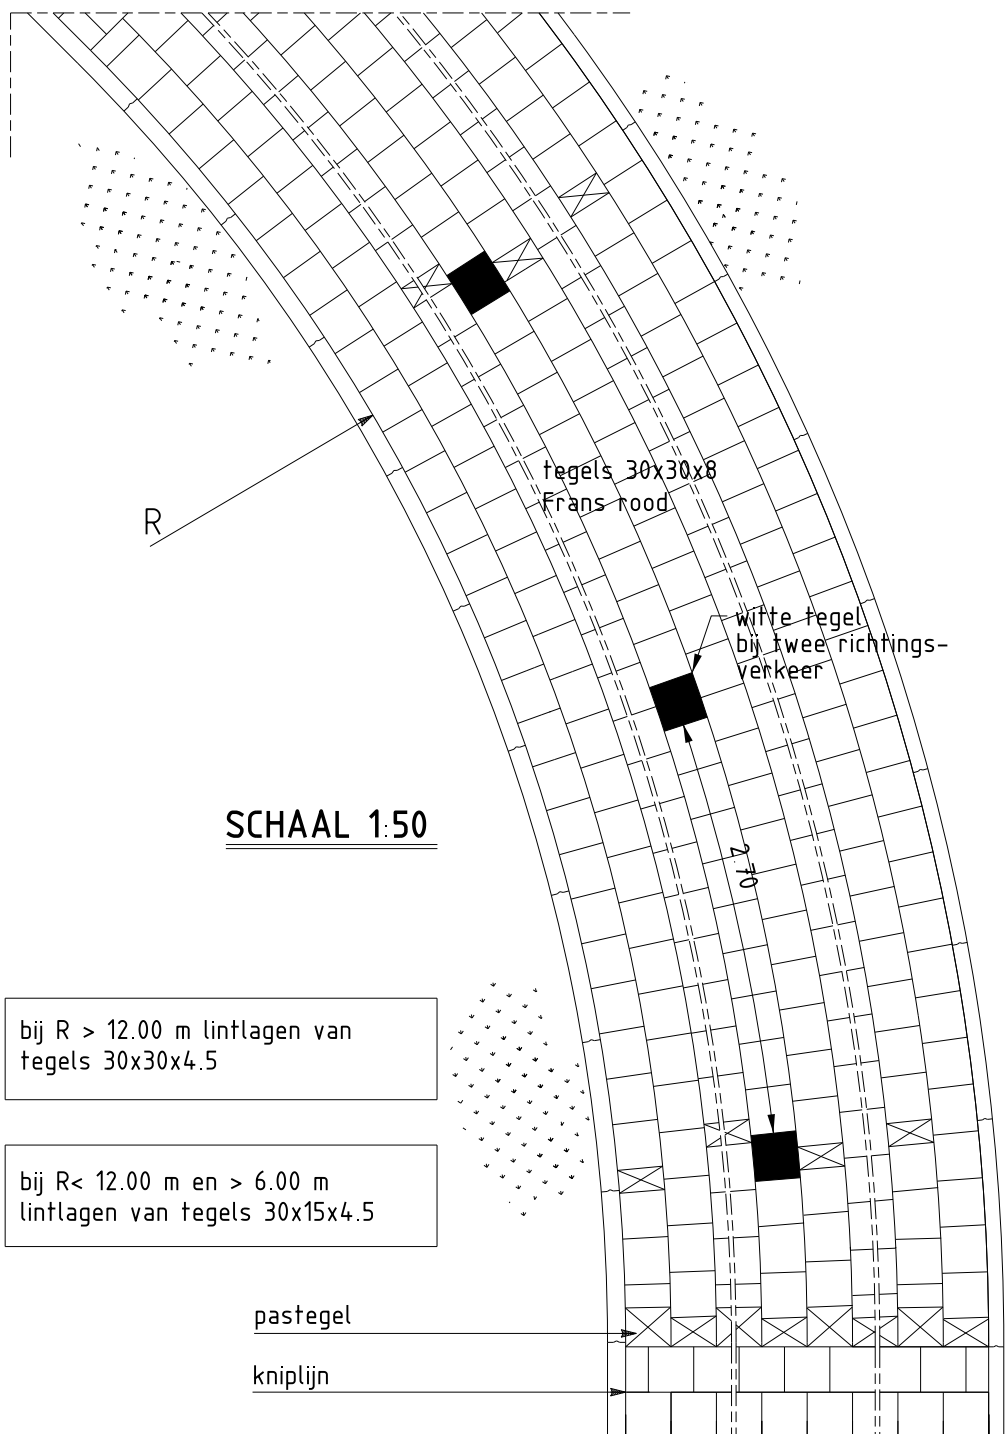 tegels 30x30x8
Frans rood
R
witte tegel
bij twee richtings-
verkeer
SCHAAL 1:50
2.70
bij R > 12.00 m lintlagen van
tegels 30x30x4.5
bij R< 12.00 m en > 6.00 m
lintlagen van tegels 30x15x4.5
pastegel
kniplijn